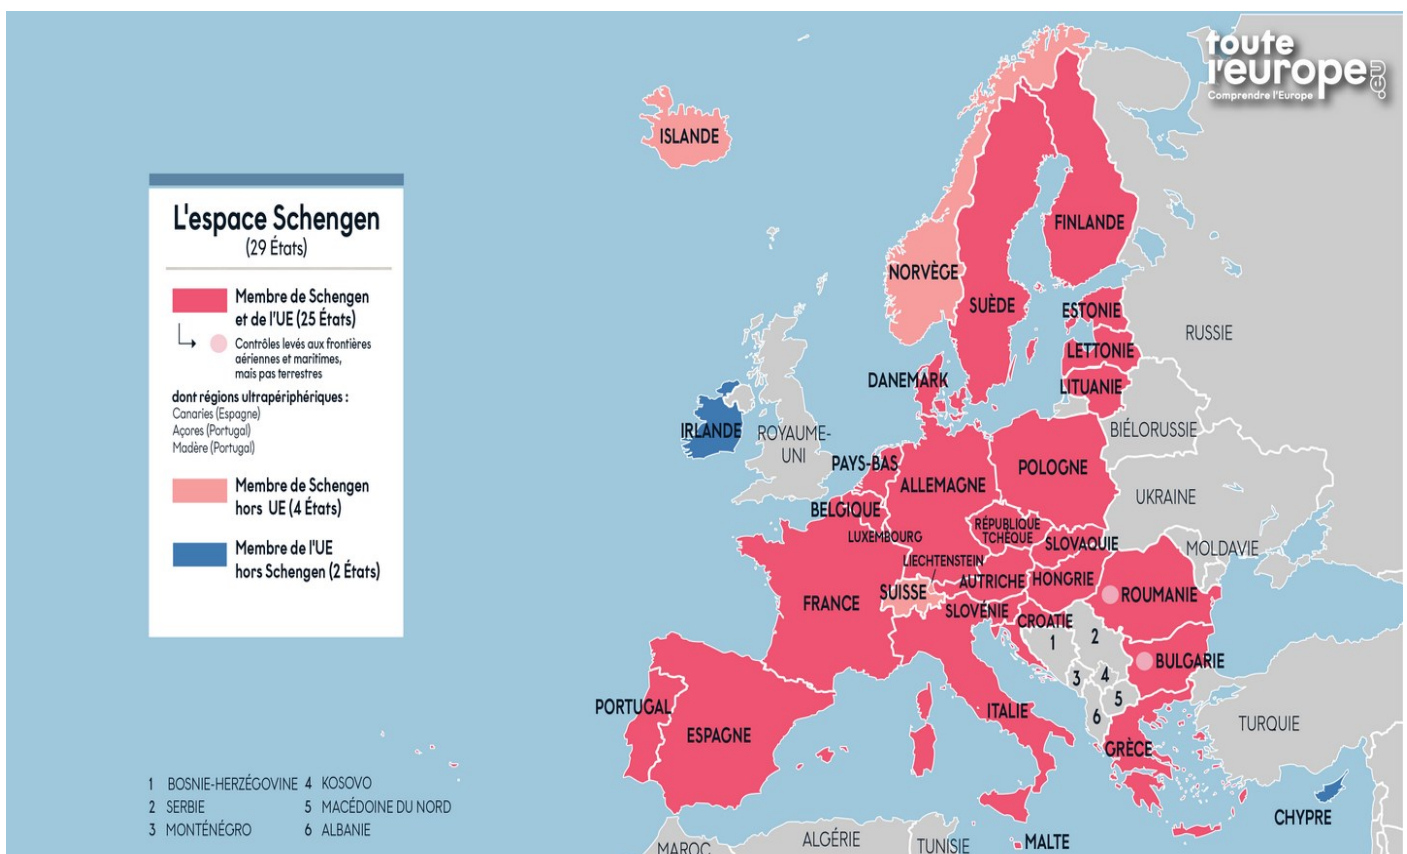 toute
l'europe.eu
Comprendre l'Europe
L'espace Schengen
(29 États)
Membre de Schengen
et de l'UE (25 États)
Contrôles levés aux frontières
aériennes et maritimes,
mais pas terrestres
dont régions ultrapériphériques :
Canaries (Espagne)
Açores (Portugal)
Madère (Portugal)
Membre de Schengen
hors UE (4 États)
Membre de l'UE
hors Schengen (2 États)
ISLANDE
NORVÈGE
SUÈDE
FINLANDE
ESTONIE
LETTONIE
LITUANIE
RUSSIE
DANEMARK
IRLANDE
ROYAUME-
UNI
BIÉLORUSSIE
PAYS-BAS
ALLEMAGNE
POLOGNE
UKRAINE
BELGIQUE
LUXEMBOURG
RÉPUBLIQUE
TCHÈQUE
SLOVAQUIE
MOLDAVIE
LIECHTENSTEIN
SUISSE
AUTRICHE
HONGRIE
ROUMANIE
FRANCE
SLOVÉNIE
CROATIE
1
2
BULGARIE
3
4
5
6
PORTUGAL
ESPAGNE
ITALIE
GRÈCE
TURQUIE
CHYPRE
MALTE
MAROC
ALGÉRIE
TUNISIE
1 BOSNIE-HERZÉGOVINE
2 SERBIE
3 MONTÉNÉGRO
4 KOSOVO
5 MACÉDOINE DU NORD
6 ALBANIE